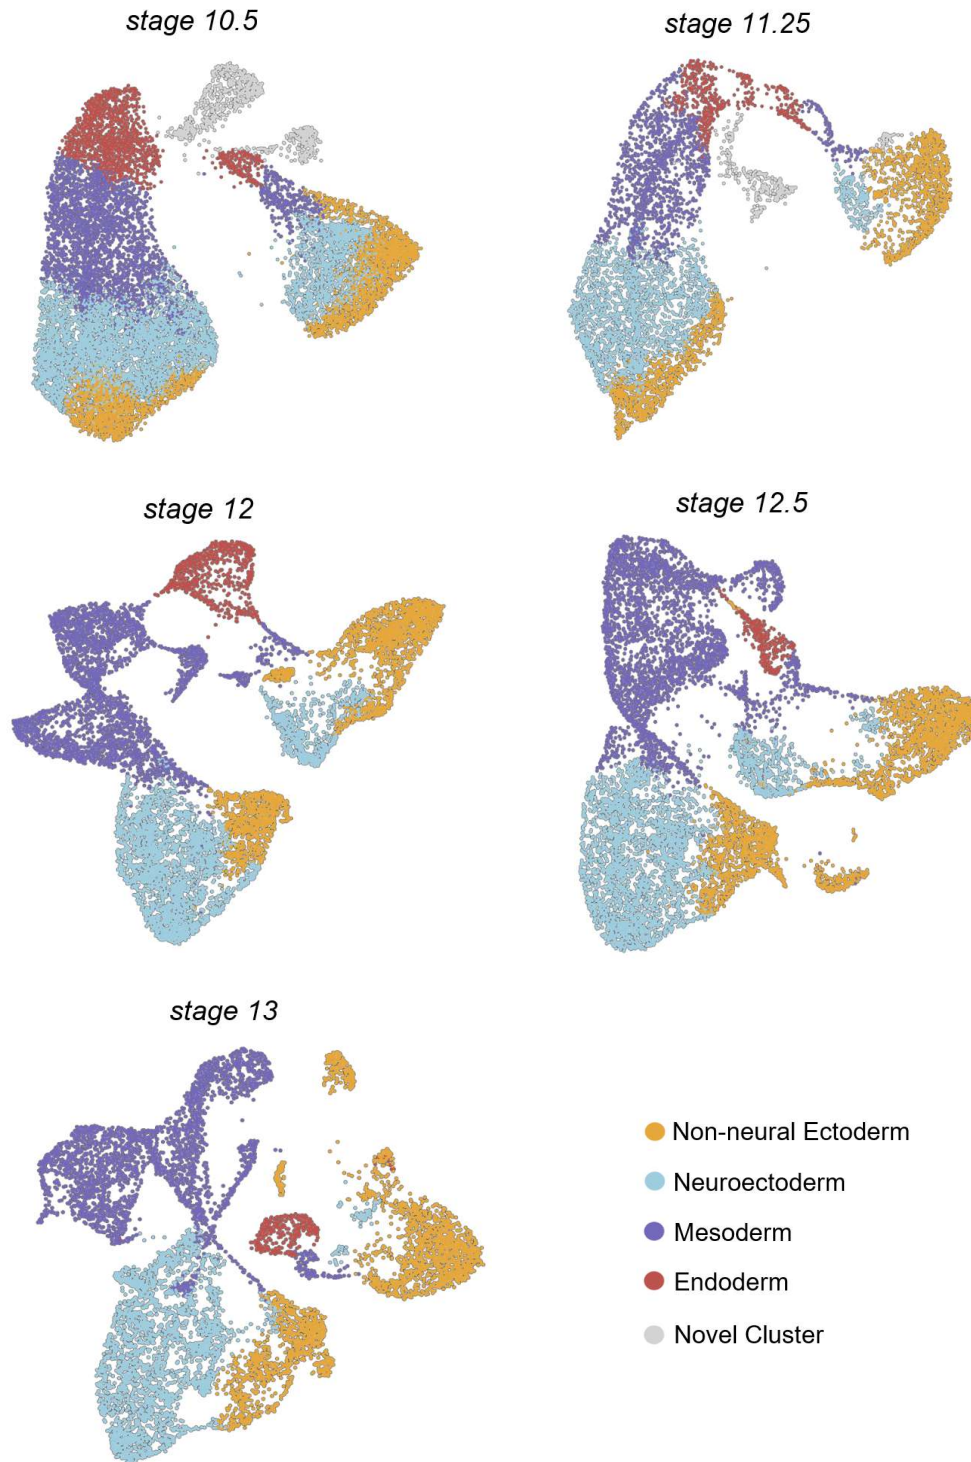 stage 10.5
stage 11.25
stage 12
stage 12.5
stage 13
Non-neural Ectoderm
Neuroectoderm
Mesoderm
Endoderm
Novel Cluster